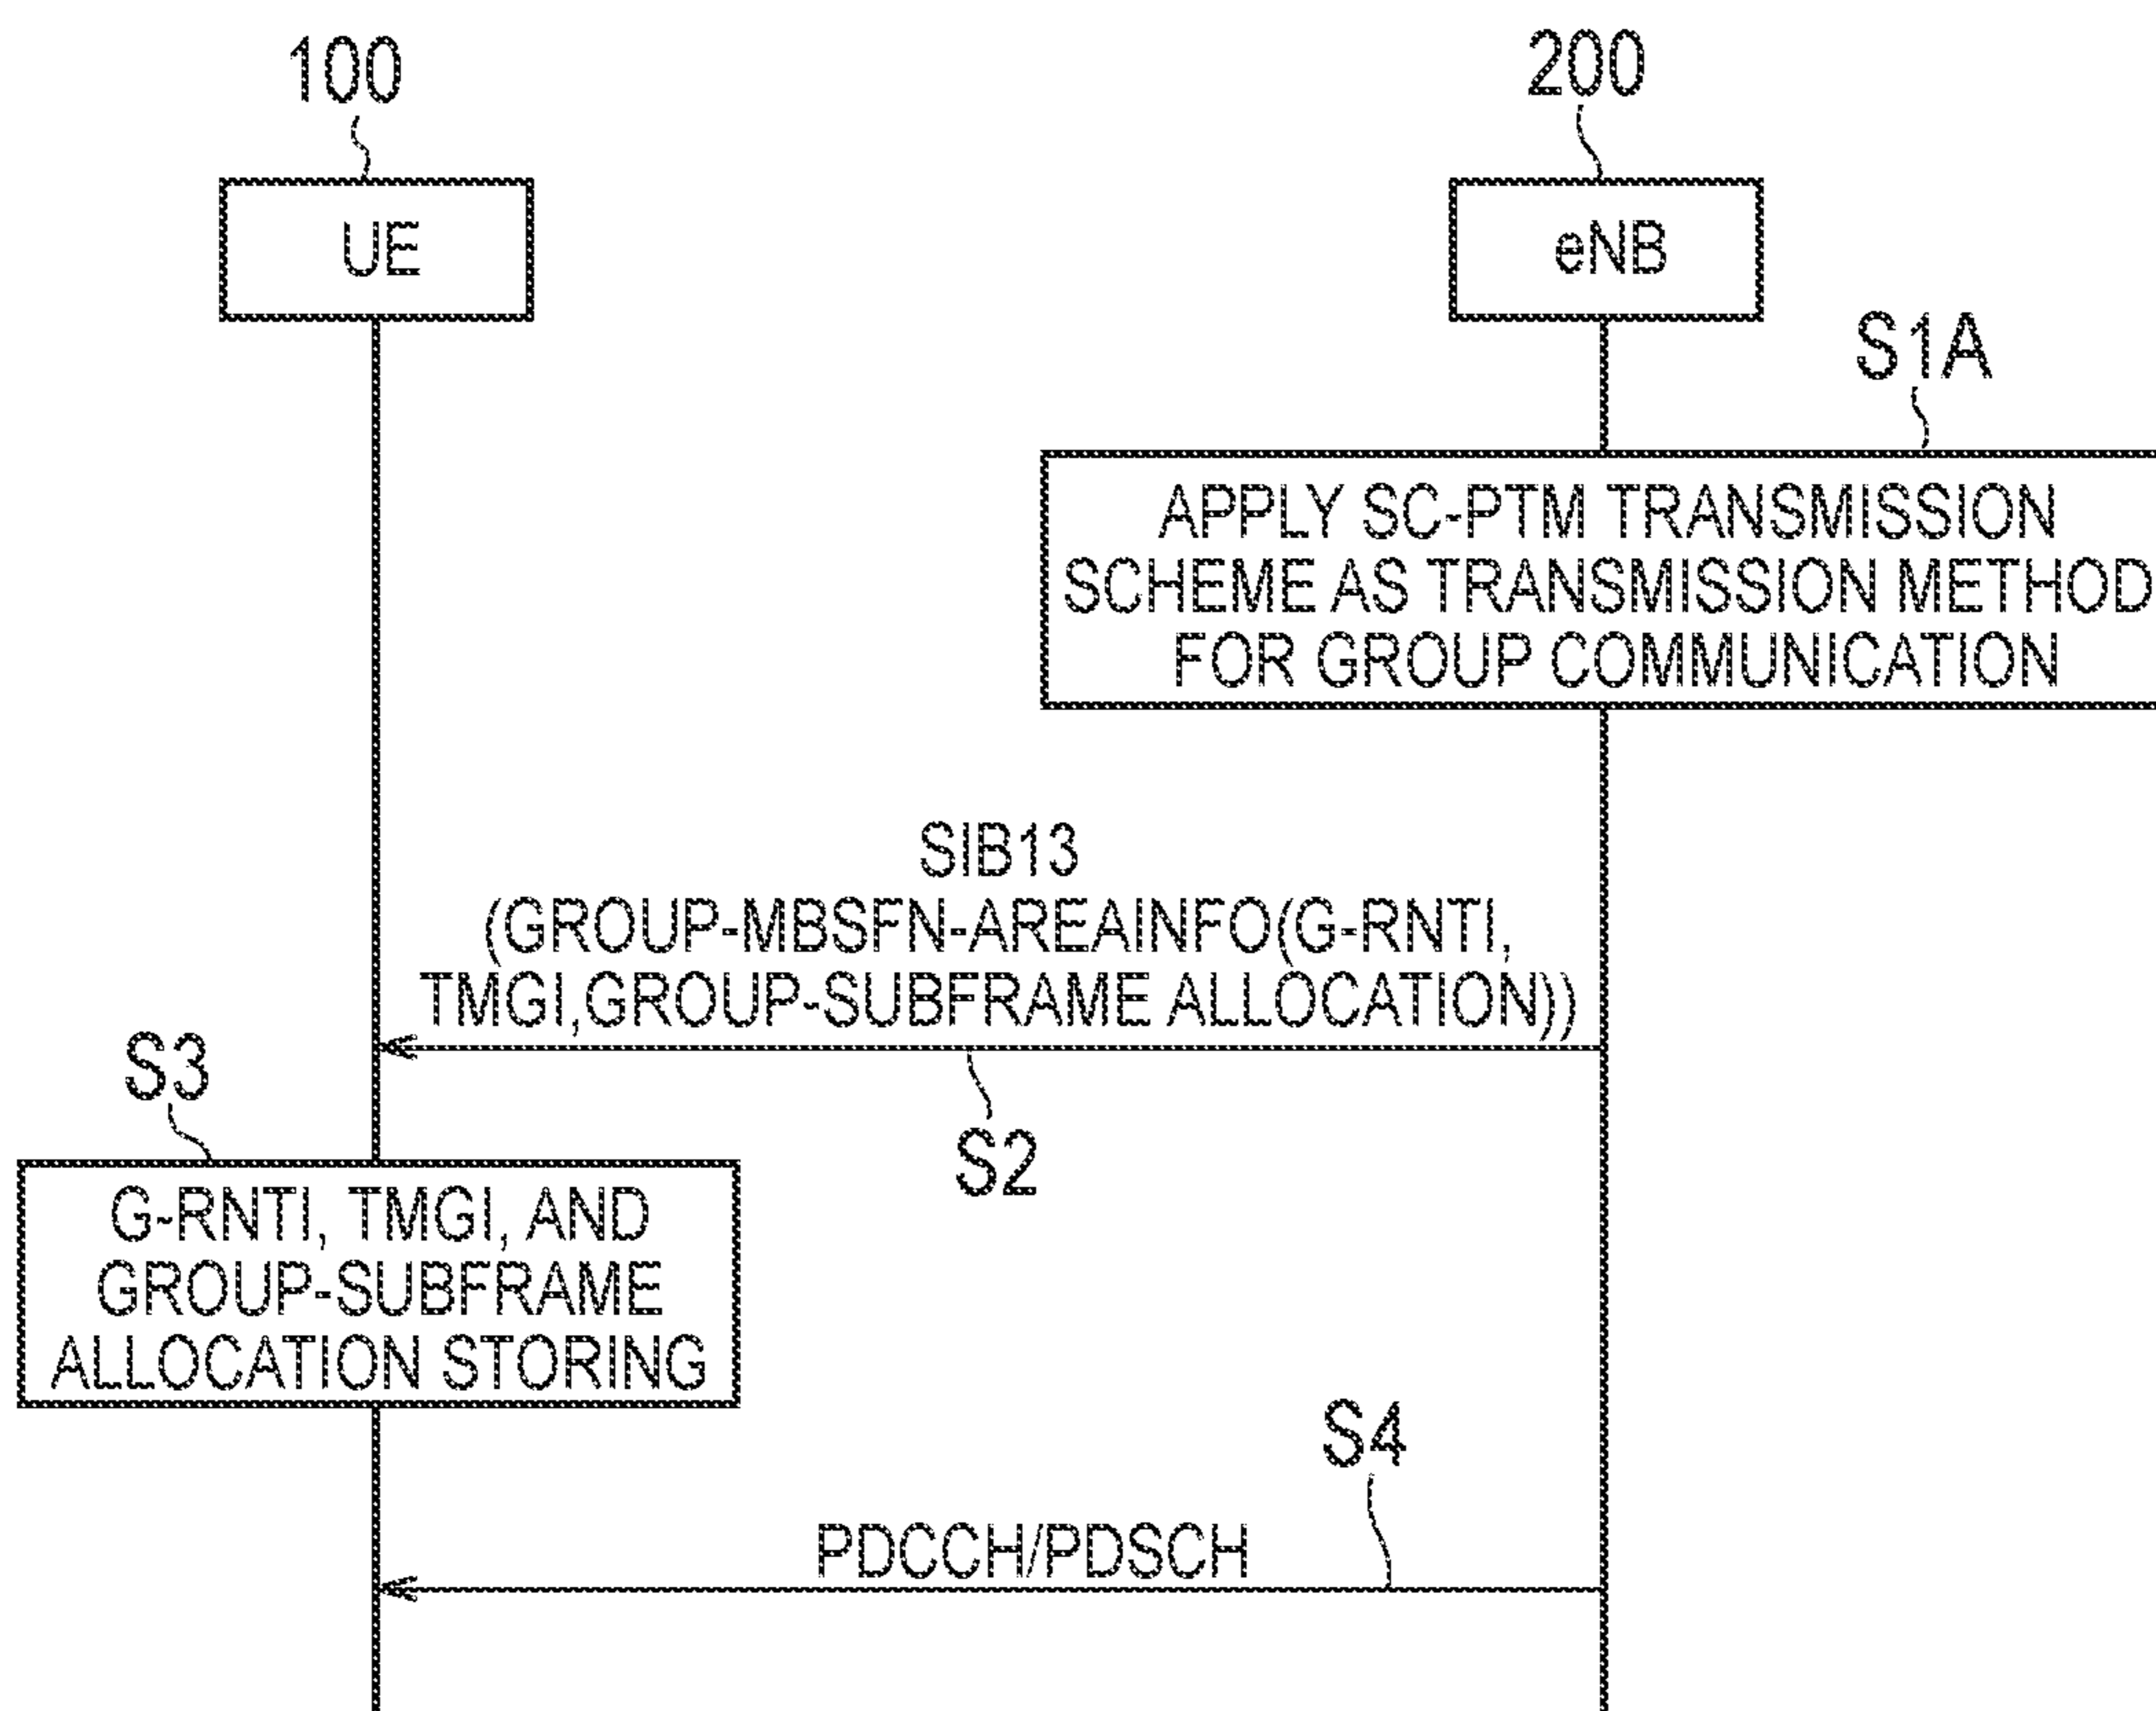 100
200
UE
eNB
S1A
APPLY SC-PTM TRANSMISSION
SCHEME AS TRANSMISSION METHOD
FOR GROUP COMMUNICATION
SIB13
(GROUP-MBSFN-AREAINFO(G-RNTI,
TMGI,GROUP-SUBFRAME ALLOCATION))
S2
S3
G-RNTI, TMGI, AND
GROUP-SUBFRAME
ALLOCATION STORING
S4
PDCCH/PDSCH